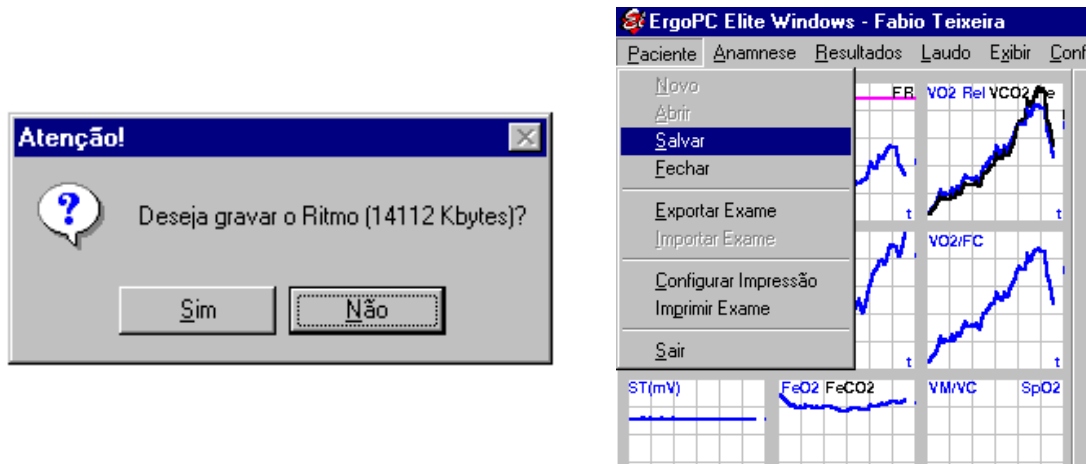 Atenção!
Deseja gravar o Ritmo (14112 Kbytes)?
Sim
Não
ErgoPC Elite Windows - Fabio Teixeira
Paciente Anamnese Resultados Laudo Exibir Conf
Novo
Abrir
Salvar
Fechar
Exportar Exame
Importar Exame
Configurar Impressão
Imprimir Exame
Sair
FR
VO2 Rel VCO2
t
t
VO2/FC
t
t
ST(mV)
FeO2 FeCO2
VM/VC SpO2